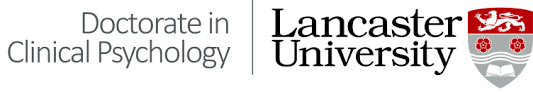 Doctorate in
Clinical Psychology
Lancaster
University